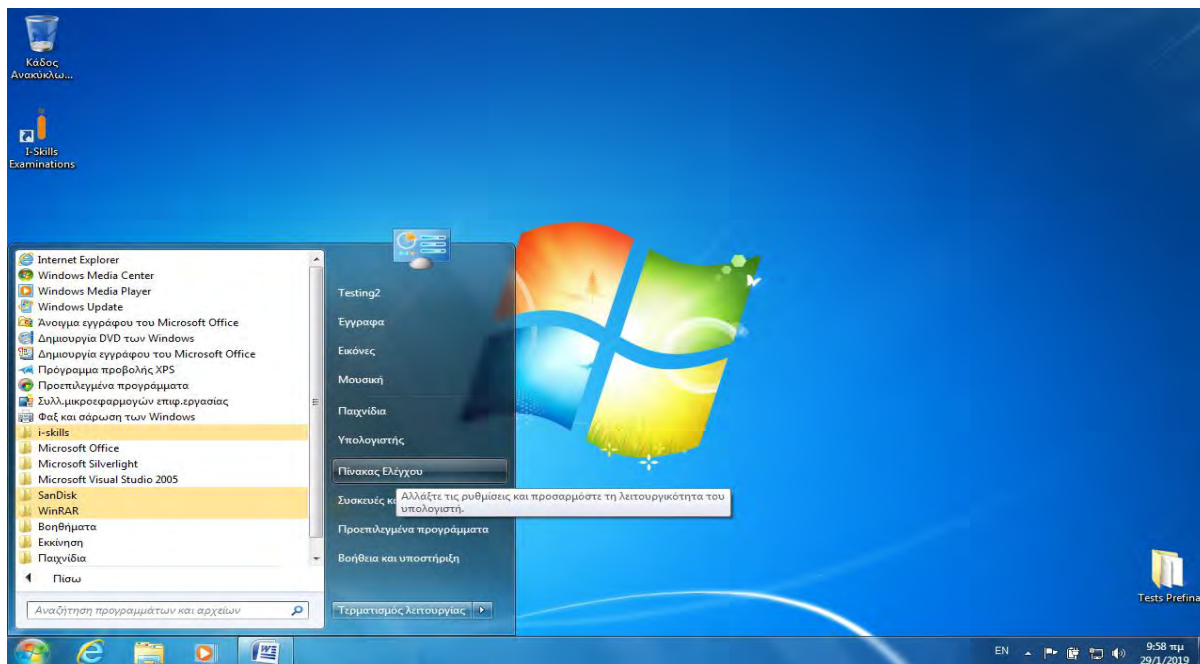 Κάδος
Ανακύκλω...
I-Skills
Examinations
Internet Explorer
Windows Media Center
Windows Media Player
Windows Update
Άνοιγμα εγγράφου του Microsoft Office
Δημιουργία DVD των Windows
Δημιουργία εγγράφου του Microsoft Office
Πρόγραμμα προβολής XPS
Προεπιλεγμένα προγράμματα
Συλλ.μικροεφαρμογών επιφ.εργασίας
Φαξ και σάρωση των Windows
i-skills
Microsoft Office
Microsoft Silverlight
Microsoft Visual Studio 2005
SanDisk
WinRAR
Βοηθήματα
Εκκίνηση
Παιχνίδια
Πίσω
Αναζήτηση προγραμμάτων και αρχείων
Testing2
Έγγραφα
Εικόνες
Μουσική
Παιχνίδια
Υπολογιστής
Πίνακας Ελέγχου
Συσκευές κ
Αλλάξτε τις ρυθμίσεις και προσαρμόστε τη λειτουργικότητα του
υπολογιστή.
Προεπιλεγμένα προγράμματα
Βοήθεια και υποστήριξη
Τερματισμός λειτουργίας
Tests Prefina
EN
9:58 πμ
29/1/2019